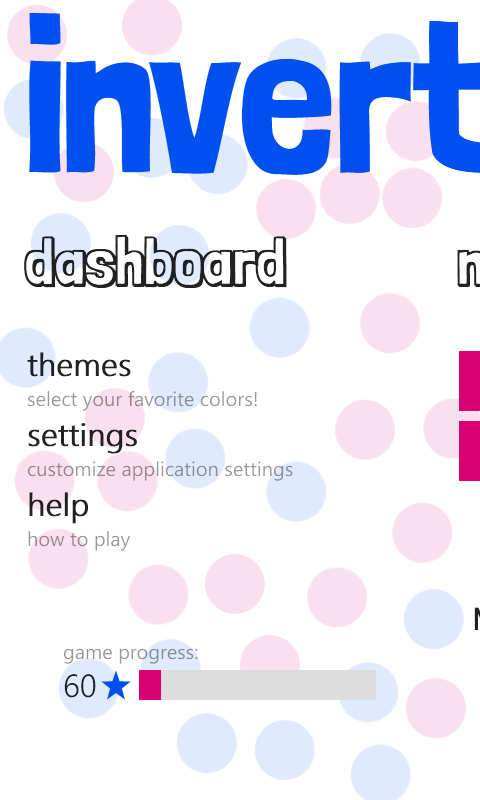 invert
dashboard
themes
select your favorite colors!
settings
customize application settings
help
how to play
game progress:
60